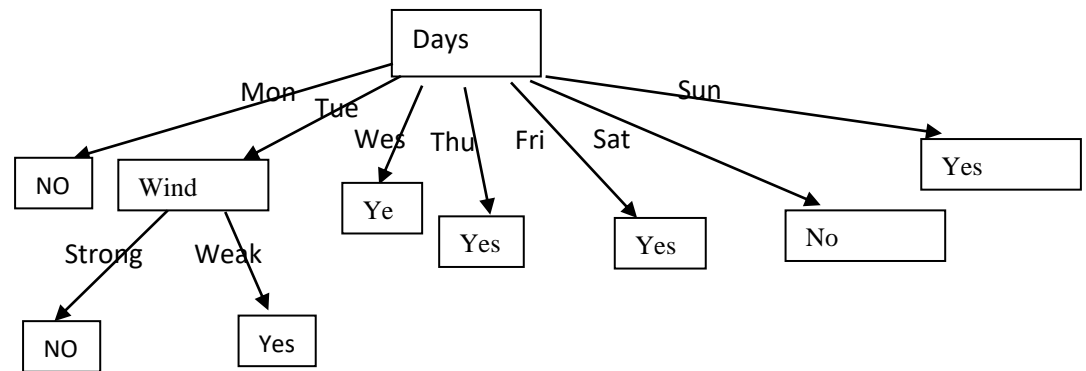 Days
Mon
Tue
Wes
Thu
Fri
Sat
Sun
NO
Wind
Ye
Yes
Yes
No
Yes
Strong
Weak
NO
Yes